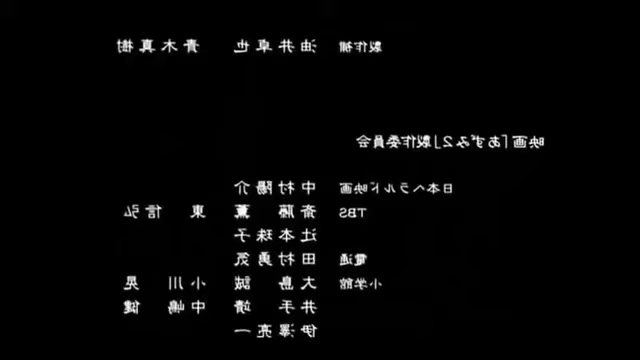 製作補 油井卓也 青木真樹
映画「あずみ2」製作委員会
日本ヘラルド映画 中村陽介
TBS 斎藤 薫 東 信弘
辻本珠子
電通 田村勇気
小学館 大島 誠 小川 晃
井手 靖 中嶋 健
伊澤亮一